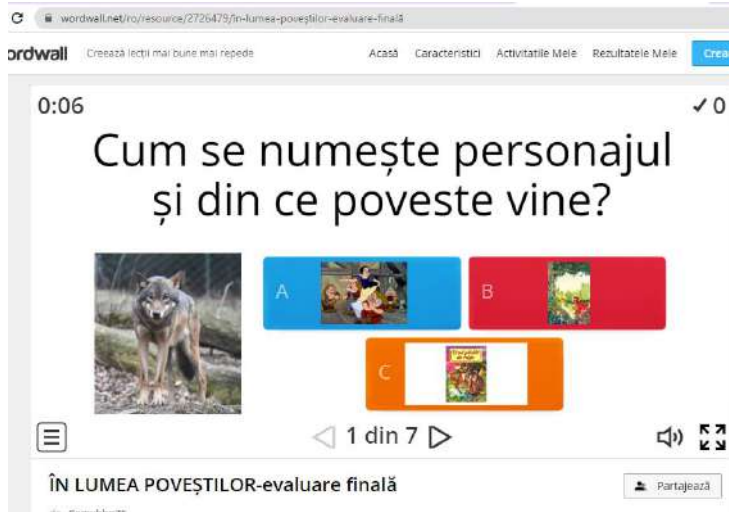 wordwall.net/ro/resource/2726479/în-lumea-poveștilor-evaluare-finală
ordwall Creează lecții mai bune mai repede Acasă Caracteristici Activitatile Mele Rezultatele Mele Crea
0:06 ✓ 0
Cum se numește personajul
și din ce poveste vine?
A
B
C
1 din 7
ÎN LUMEA POVEȘTILOR-evaluare finală
Partajează